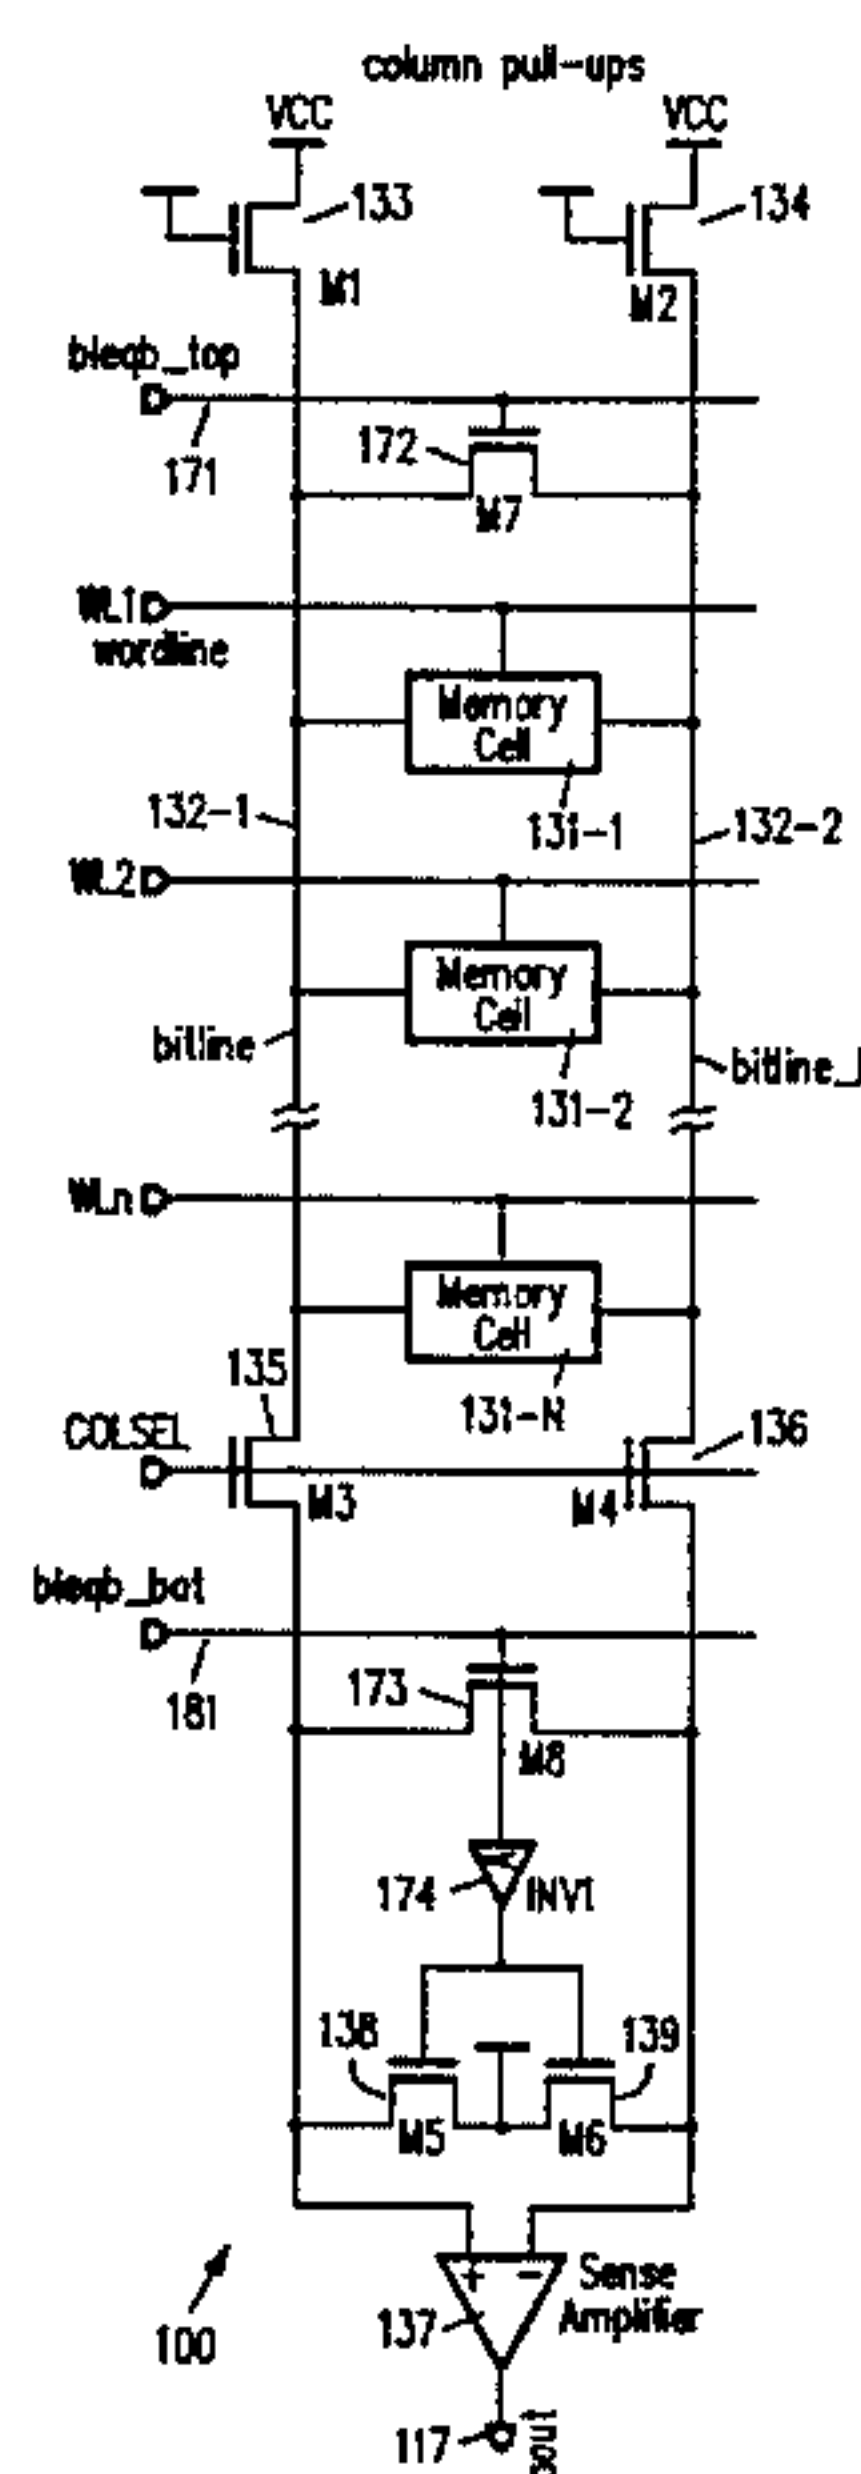 column pull-ups
VCC
VCC
133
134
M1
M2
bleqb_top
171
172
M7
WL1
wordline
Memory
Cell
131-1
132-1
132-2
WL2
Memory
Cell
131-2
bitline
WLn
Memory
Cell
131-N
135
COLSEL
136
M3
M4
bleqb_bot
181
173
M8
174
INV1
138
139
M5
M6
Sense
Amplifier
+
-
137
100
117